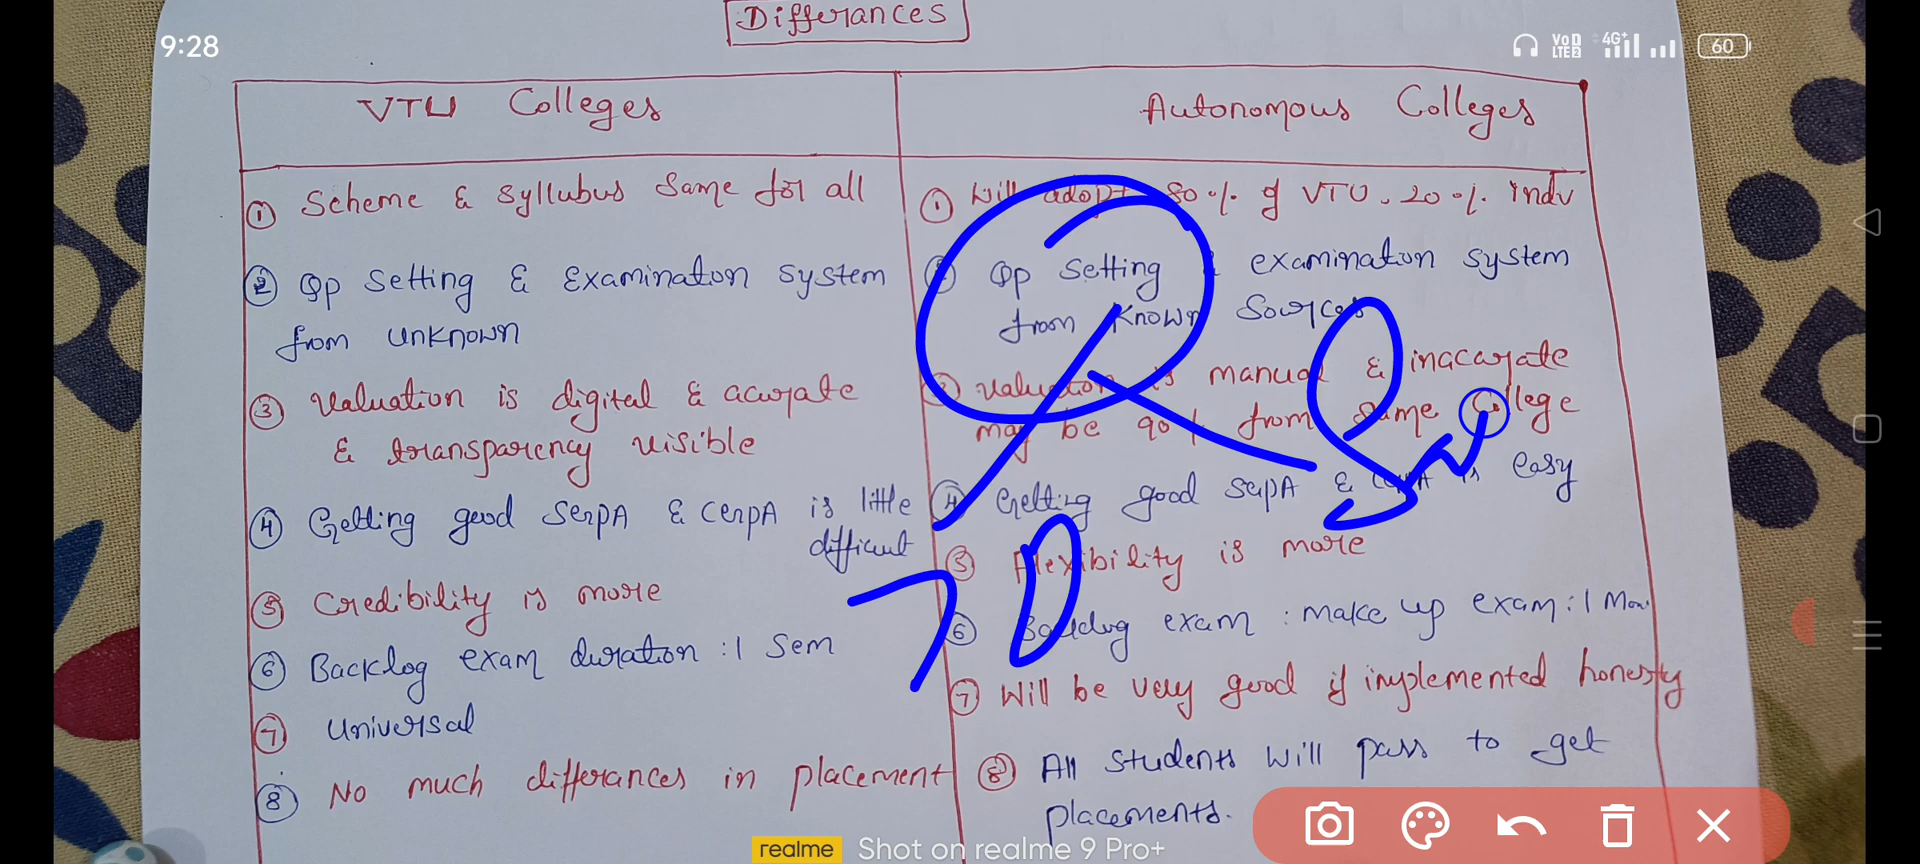 Differances
9:28
VoD
LTE2
4G+
60
VTU Colleges
Autonomous Colleges
① Scheme & Syllubus Same for all
① Will adopt 80% of VTU. 20%. indv
② Qp Setting & Examination System
from unknown
② Qp Setting & examination system
from Known Sources
③ Valuation is digital & acurate
& transparency visible
③ Valuation is manual & inacarate
may be 90% from Same College
④ Getting good SGPA & CGPA is little
difficult
④ Getting good SGPA & CGPA is easy
⑤ Credibility is more
⑤ Flexibility is more
⑥ Backlog exam duration : 1 Sem
⑥ Backlog exam : make up exam : 1 Mon
⑦ Universal
⑦ Will be very good if implemented honesty
⑧ No much differances in placement
⑧ All Students will pass to get
placements.
realme Shot on realme 9 Pro+